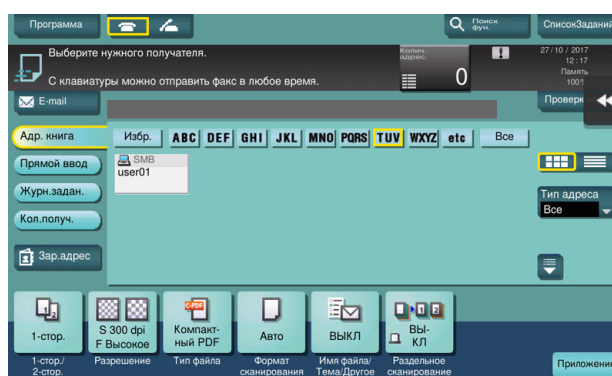 Программа
Поиск
фун.
СписокЗаданий
Выберите нужного получателя.
С клавиатуры можно отправить факс в любое время.
Колич.
адрес.
0
27/10/2017
12:17
Память
100%
E-mail
Проверк
Адр. книга
Избр. ABC DEF GHI JKL MNO PQRS TUV WXYZ etc Все
Прямой ввод
SMB
user01
Журн.задан.
Тип адреса
Все
Кол.получ.
Зар.адрес
1-стор.
S 300 dpi
F Высокое
C-PDF
Компакт-
ный PDF
Авто
ВЫКЛ
ВЫ-
КЛ
1-стор./
2-стор.
Разрешение
Тип файла
Формат
сканирования
Имя файла/
Тема/Другое
Раздельное
сканирование
Приложение